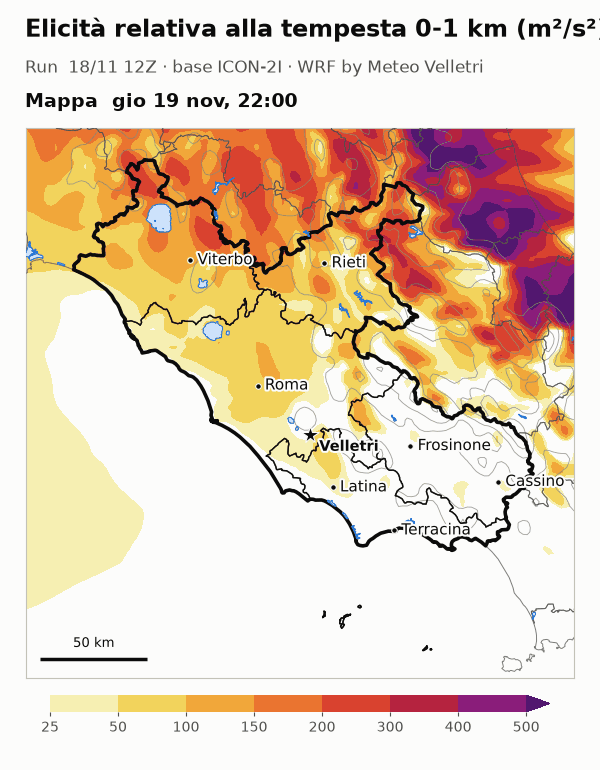 Elicità relativa alla tempesta 0-1 km (m²/s²)
Run 18/11 12Z · base ICON-2I · WRF by Meteo Velletri
Mappa gio 19 nov, 22:00
Viterbo
Rieti
Roma
Velletri
Frosinone
Latina
Cassino
Terracina
50 km
25 50 100 150 200 300 400 500